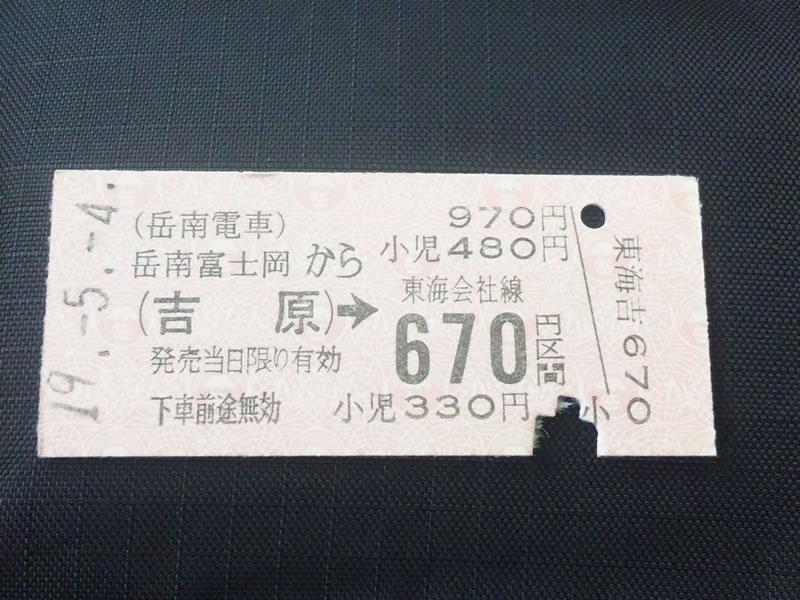 19.-5.-4.
(岳南電車)
970円
岳南富士岡から
小児480円
(吉 原)➔
東海会社線
670円区間
発売当日限り有効
下車前途無効
小児330円
小
東海吉670